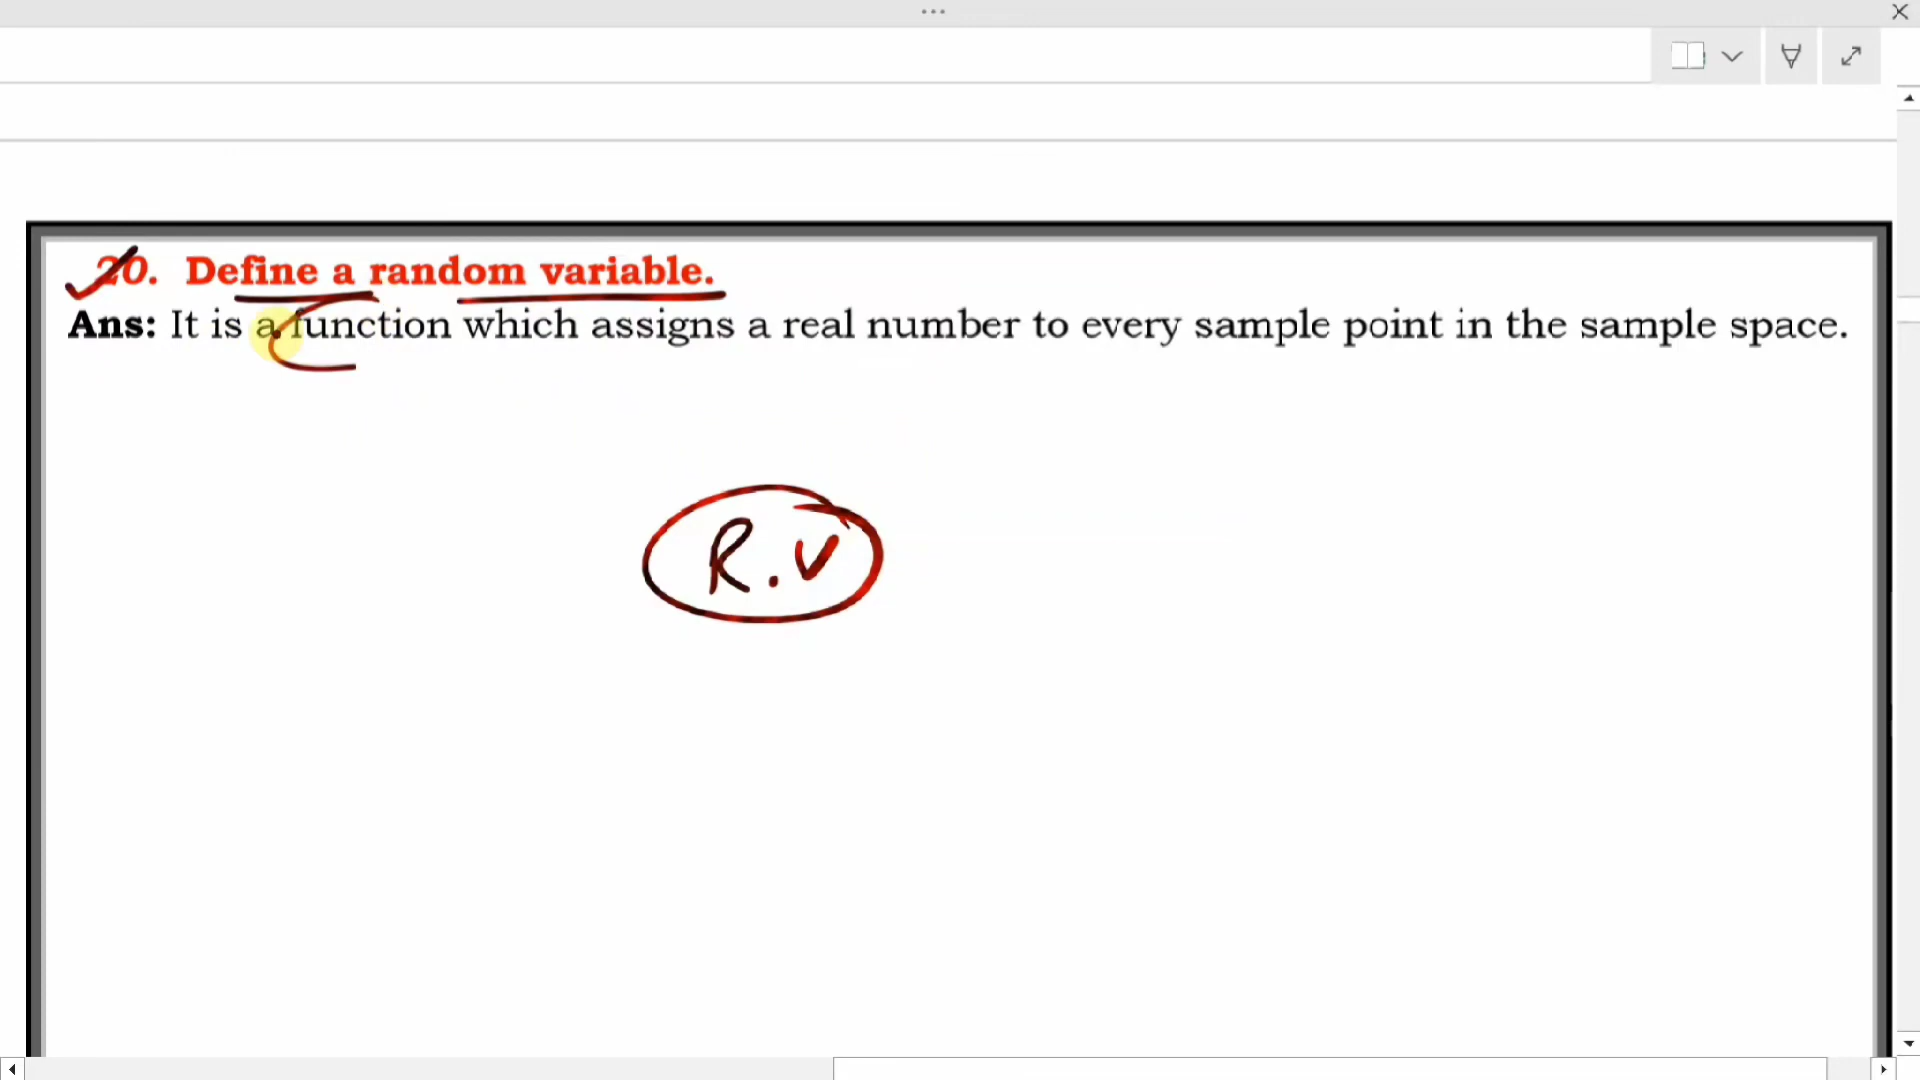 20. Define a random variable.
Ans: It is a function which assigns a real number to every sample point in the sample space.
R.V